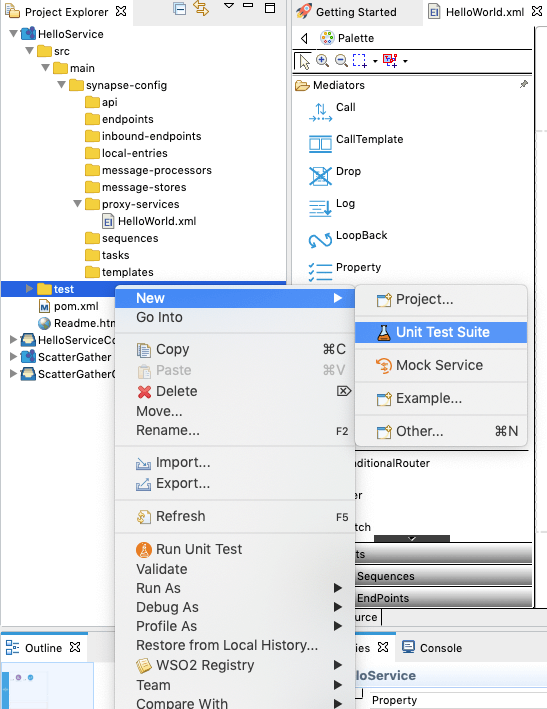 Project Explorer
Getting Started
HelloWorld.xml
HelloService
src
main
synapse-config
api
endpoints
inbound-endpoints
local-entries
message-processors
message-stores
proxy-services
EI HelloWorld.xml
sequences
tasks
templates
test
M pom.xml
Readme.htm
HelloServiceCo
ScatterGather
ScatterGatherC
Palette
Mediators
Call
CallTemplate
Drop
Log
LoopBack
Property
New
Go Into
Copy ⌘C
Paste ⌘V
Delete ⌦
Move...
Rename... F2
Import...
Export...
Refresh F5
Run Unit Test
Validate
Run As
Debug As
Profile As
Restore from Local History...
WSO2 Registry
Team
Compare With
Project...
Unit Test Suite
Mock Service
Example...
Other... ⌘N
nditionalRouter
er
tch
ts
Sequences
EndPoints
ource
Outline
ies
Console
lloService
Property